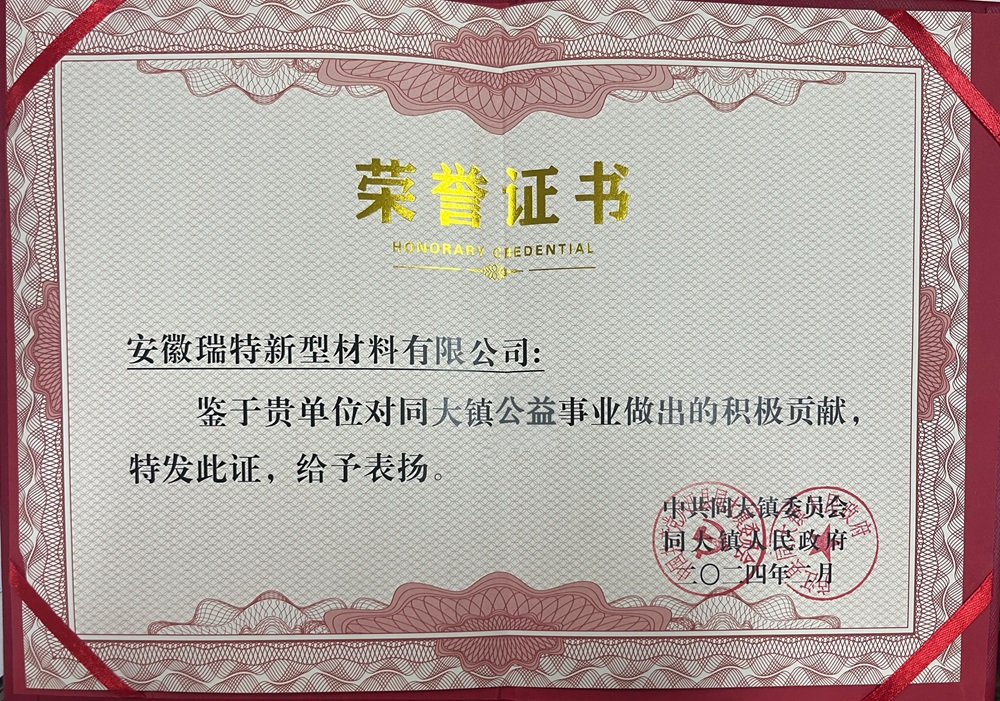 荣誉证书
HONORARY CREDENTIAL
安徽瑞特新型材料有限公司:
鉴于贵单位对同大镇公益事业做出的积极贡献,
特发此证,给予表扬。
中共同大镇委员会
同大镇人民政府
二〇二四年二月